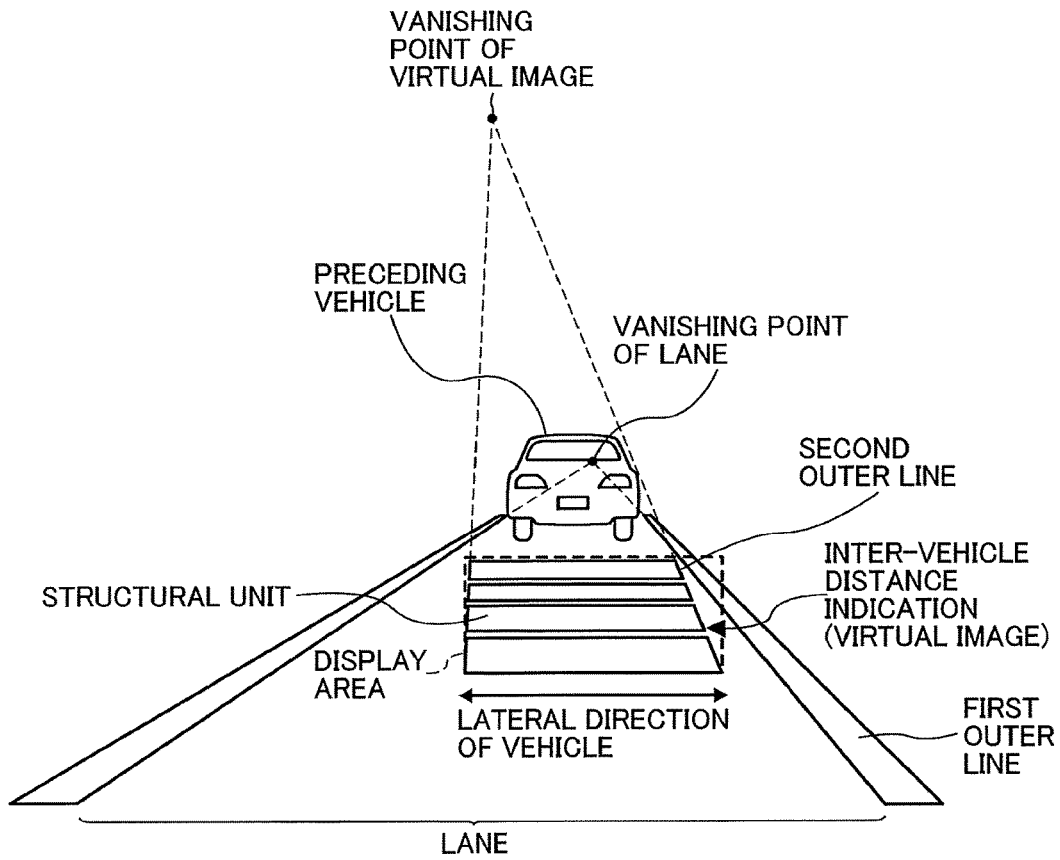 VANISHING
POINT OF
VIRTUAL IMAGE
PRECEDING
VEHICLE
VANISHING POINT
OF LANE
SECOND
OUTER LINE
INTER-VEHICLE
DISTANCE
INDICATION
(VIRTUAL IMAGE)
STRUCTURAL UNIT
DISPLAY
AREA
LATERAL DIRECTION
OF VEHICLE
FIRST
OUTER
LINE
LANE